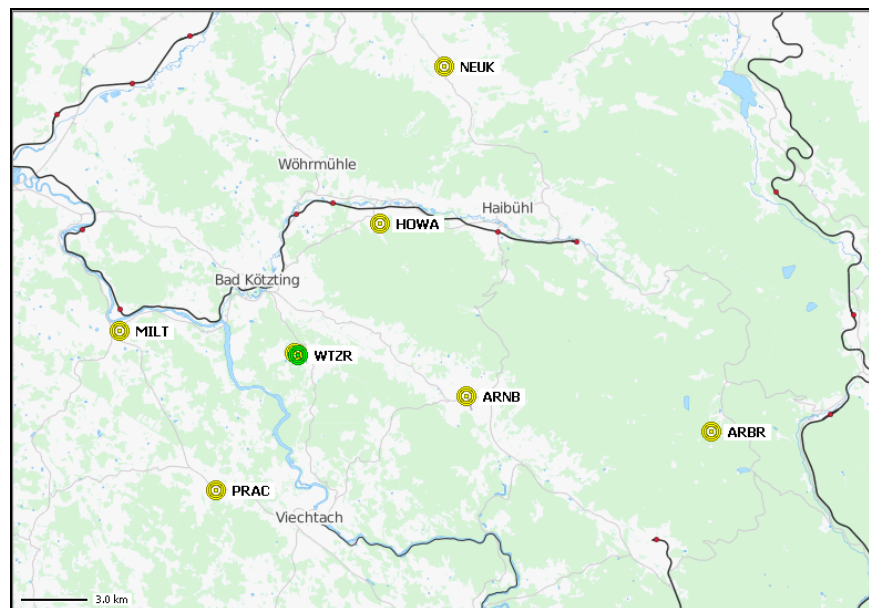 NEUK
Wöhrmühle
Haibühl
HOWA
Bad Kötzting
MILT
WTZR
ARNB
ARBR
PRAC
Viechtach
3.0 km